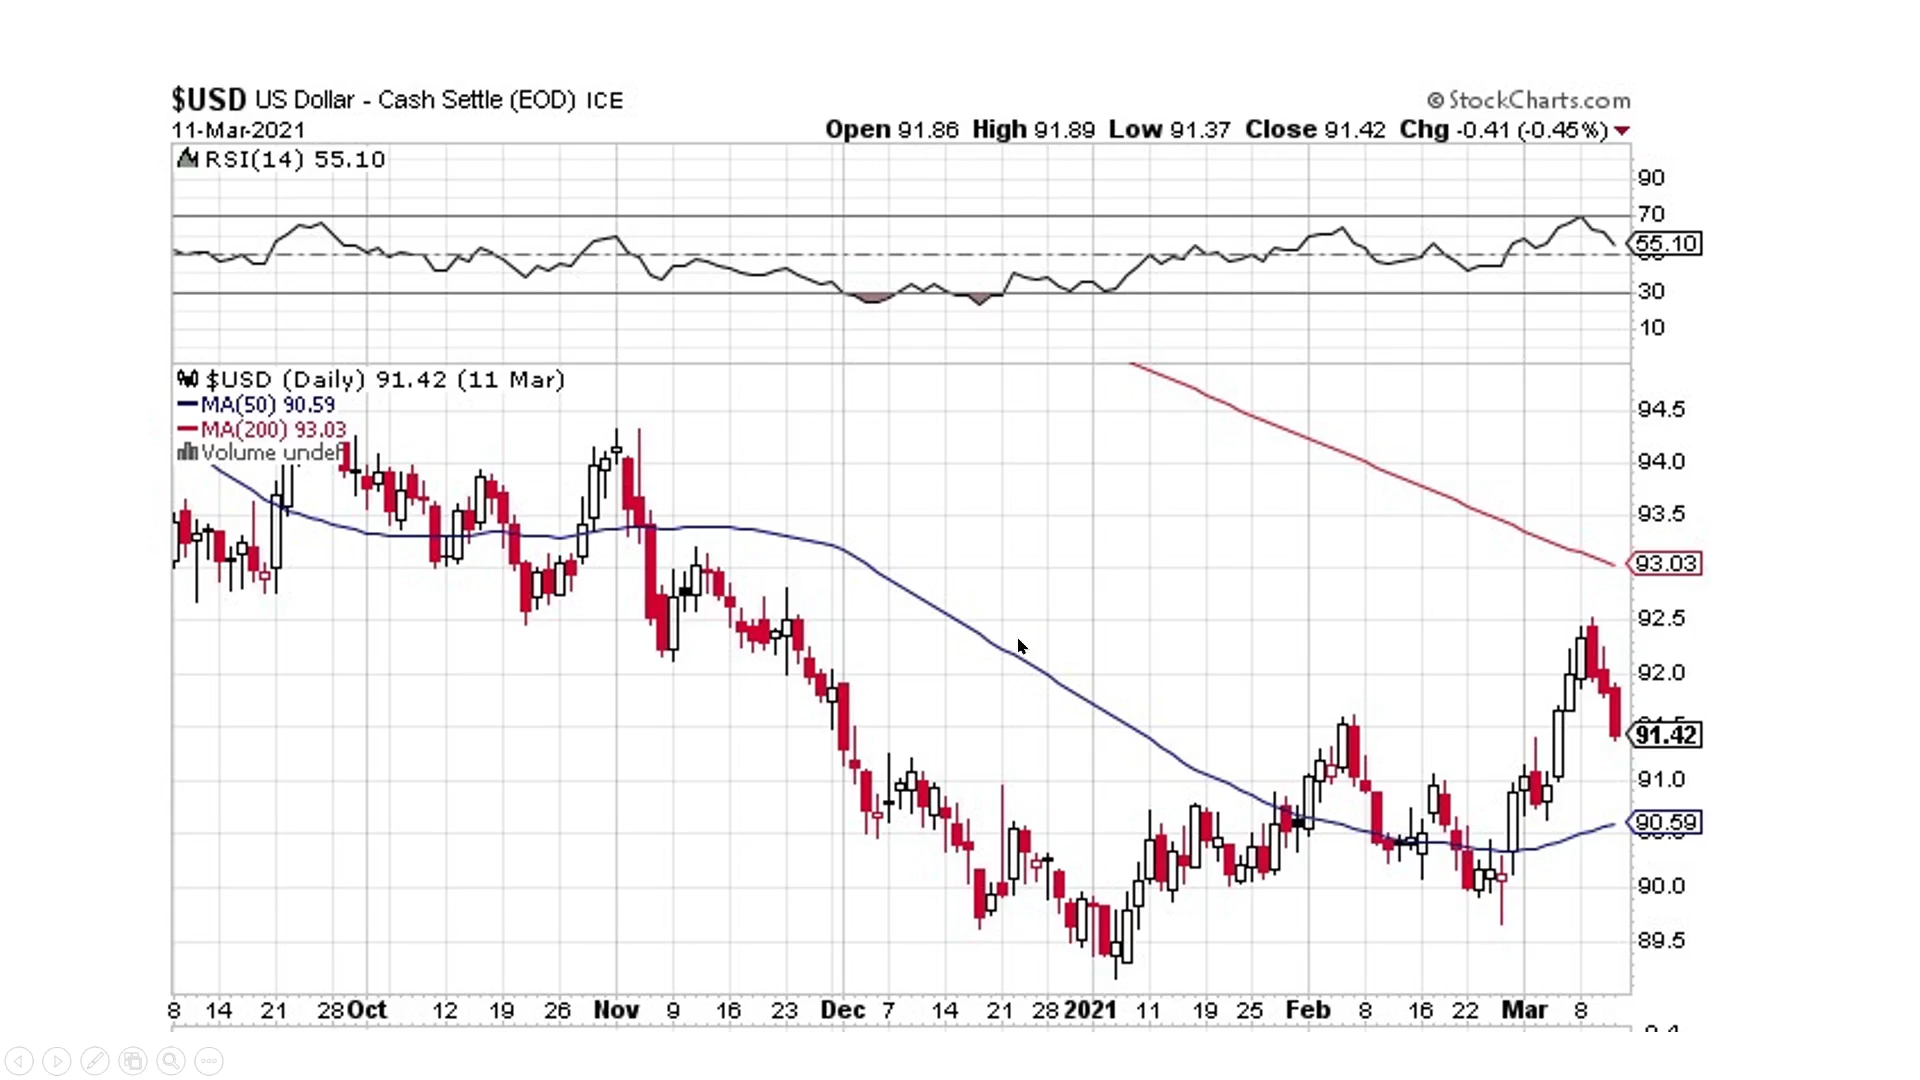 $USD US Dollar - Cash Settle (EOD) ICE
© StockCharts.com
11-Mar-2021
Open 91.86 High 91.89 Low 91.37 Close 91.42 Chg -0.41 (-0.45%)
RSI(14) 55.10
90
70
55.10
30
10
$USD (Daily) 91.42 (11 Mar)
MA(50) 90.59
MA(200) 93.03
Volume undef
94.5
94.0
93.5
93.03
92.5
92.0
91.42
91.0
90.59
90.0
89.5
8 14 21 28 Oct 12 19 26 Nov 9 16 23 Dec 7 14 21 28 2021 11 19 25 Feb 8 16 22 Mar 8